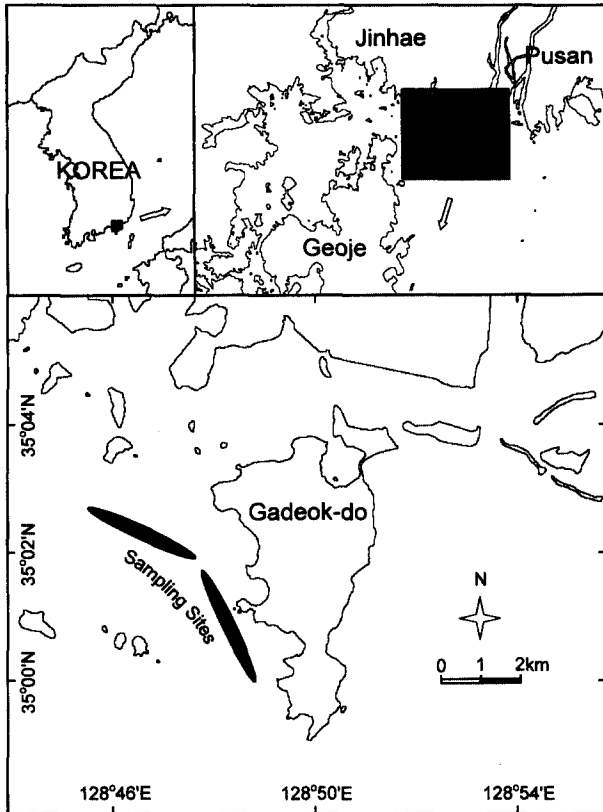 Jinhae
Pusan
KOREA
Geoje
35°04'N
Gadeok-do
35°02'N
Sampling Sites
N
0 1 2km
35°00'N
128°46'E 128°50'E 128°54'E